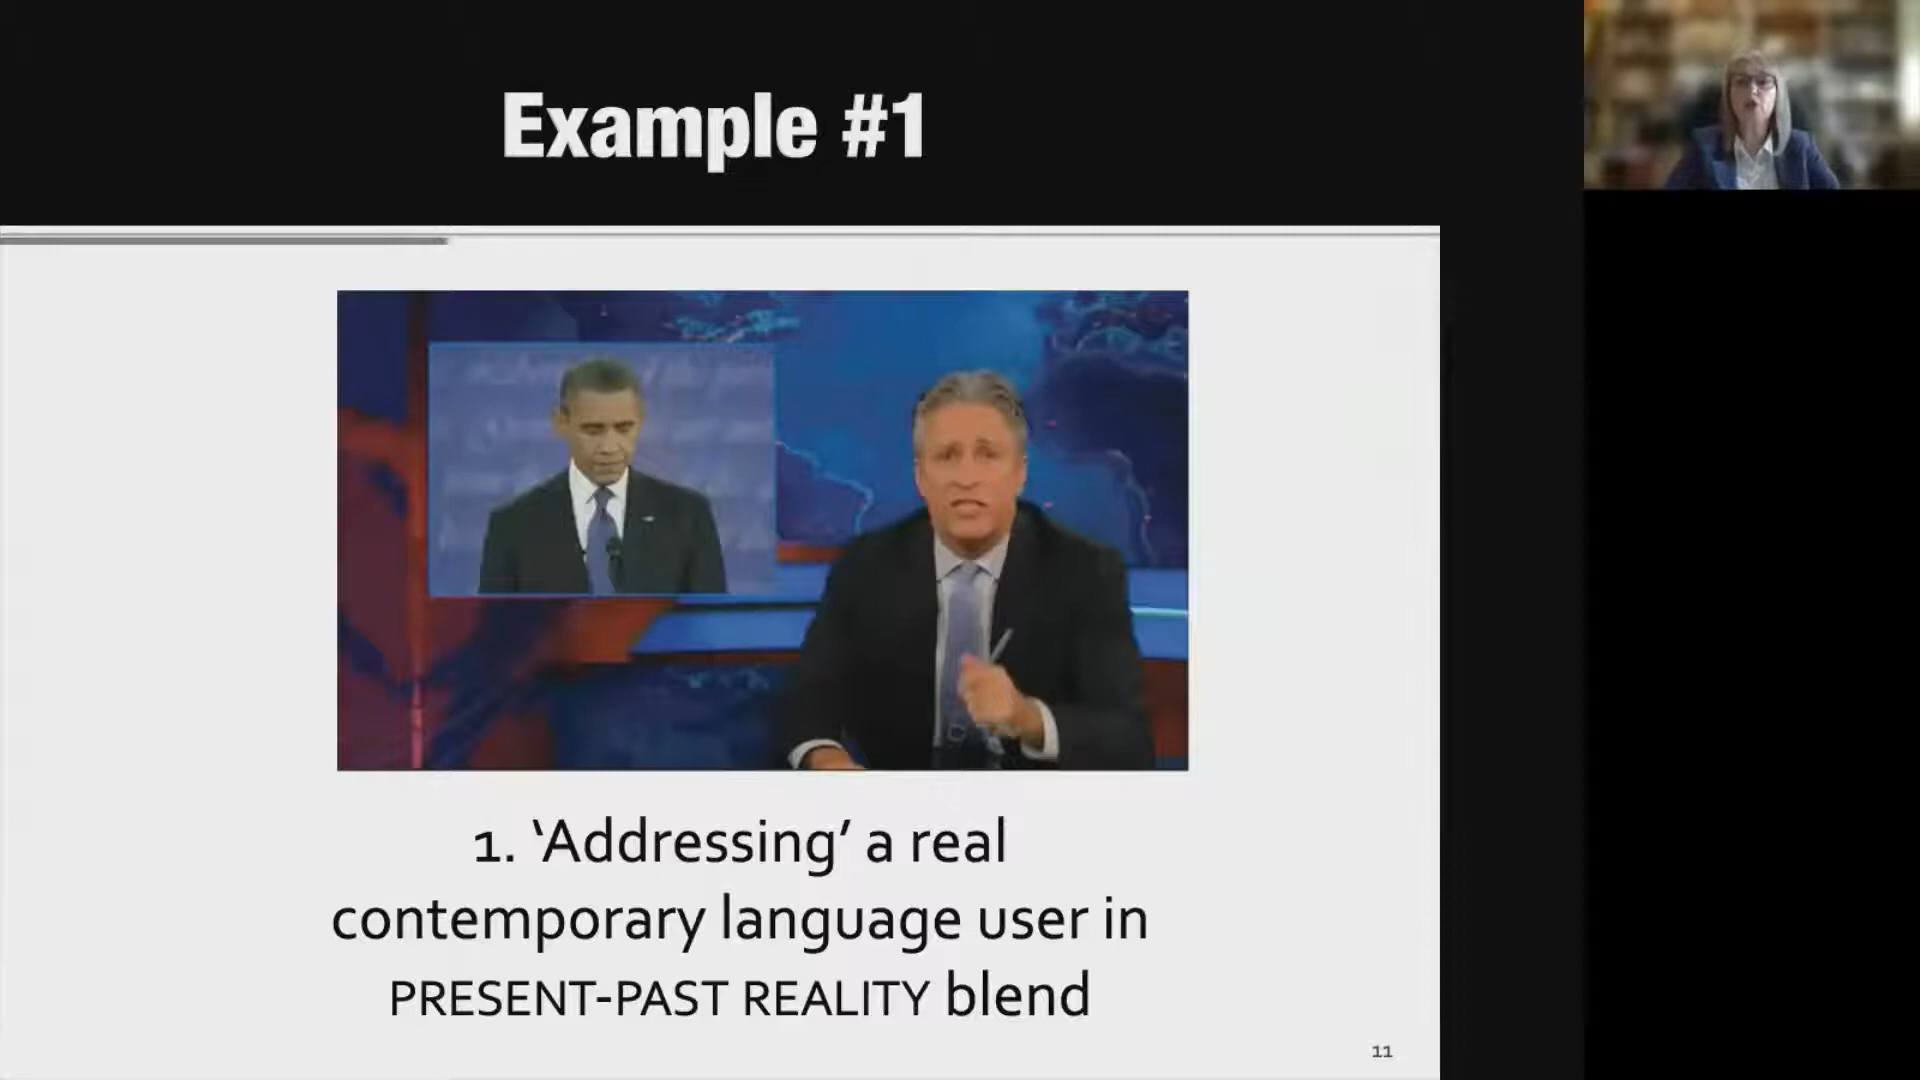 Example #1
1. ‘Addressing’ a real
contemporary language user in
PRESENT-PAST REALITY blend
11